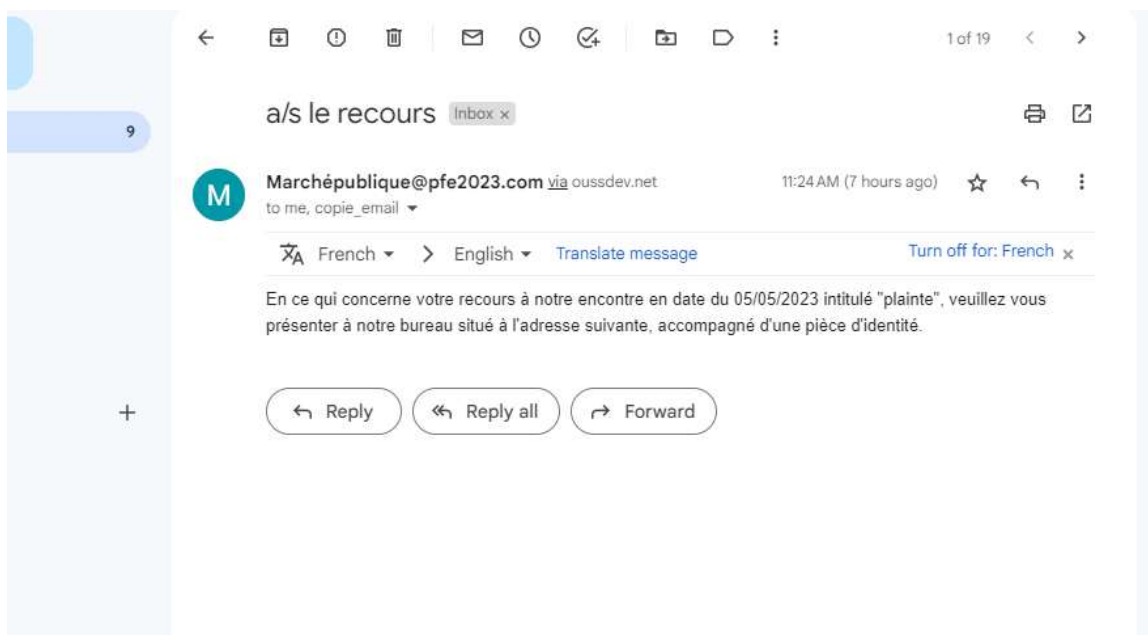 1 of 19
a/s le recours Inbox x
9
Marchépublique@pfe2023.com via oussdev.net 11:24 AM (7 hours ago)
M
to me, copie_email
French English Translate message Turn off for: French x
En ce qui concerne votre recours à notre encontre en date du 05/05/2023 intitulé "plainte", veuillez vous
présenter à notre bureau situé à l'adresse suivante, accompagné d'une pièce d'identité.
Reply Reply all Forward